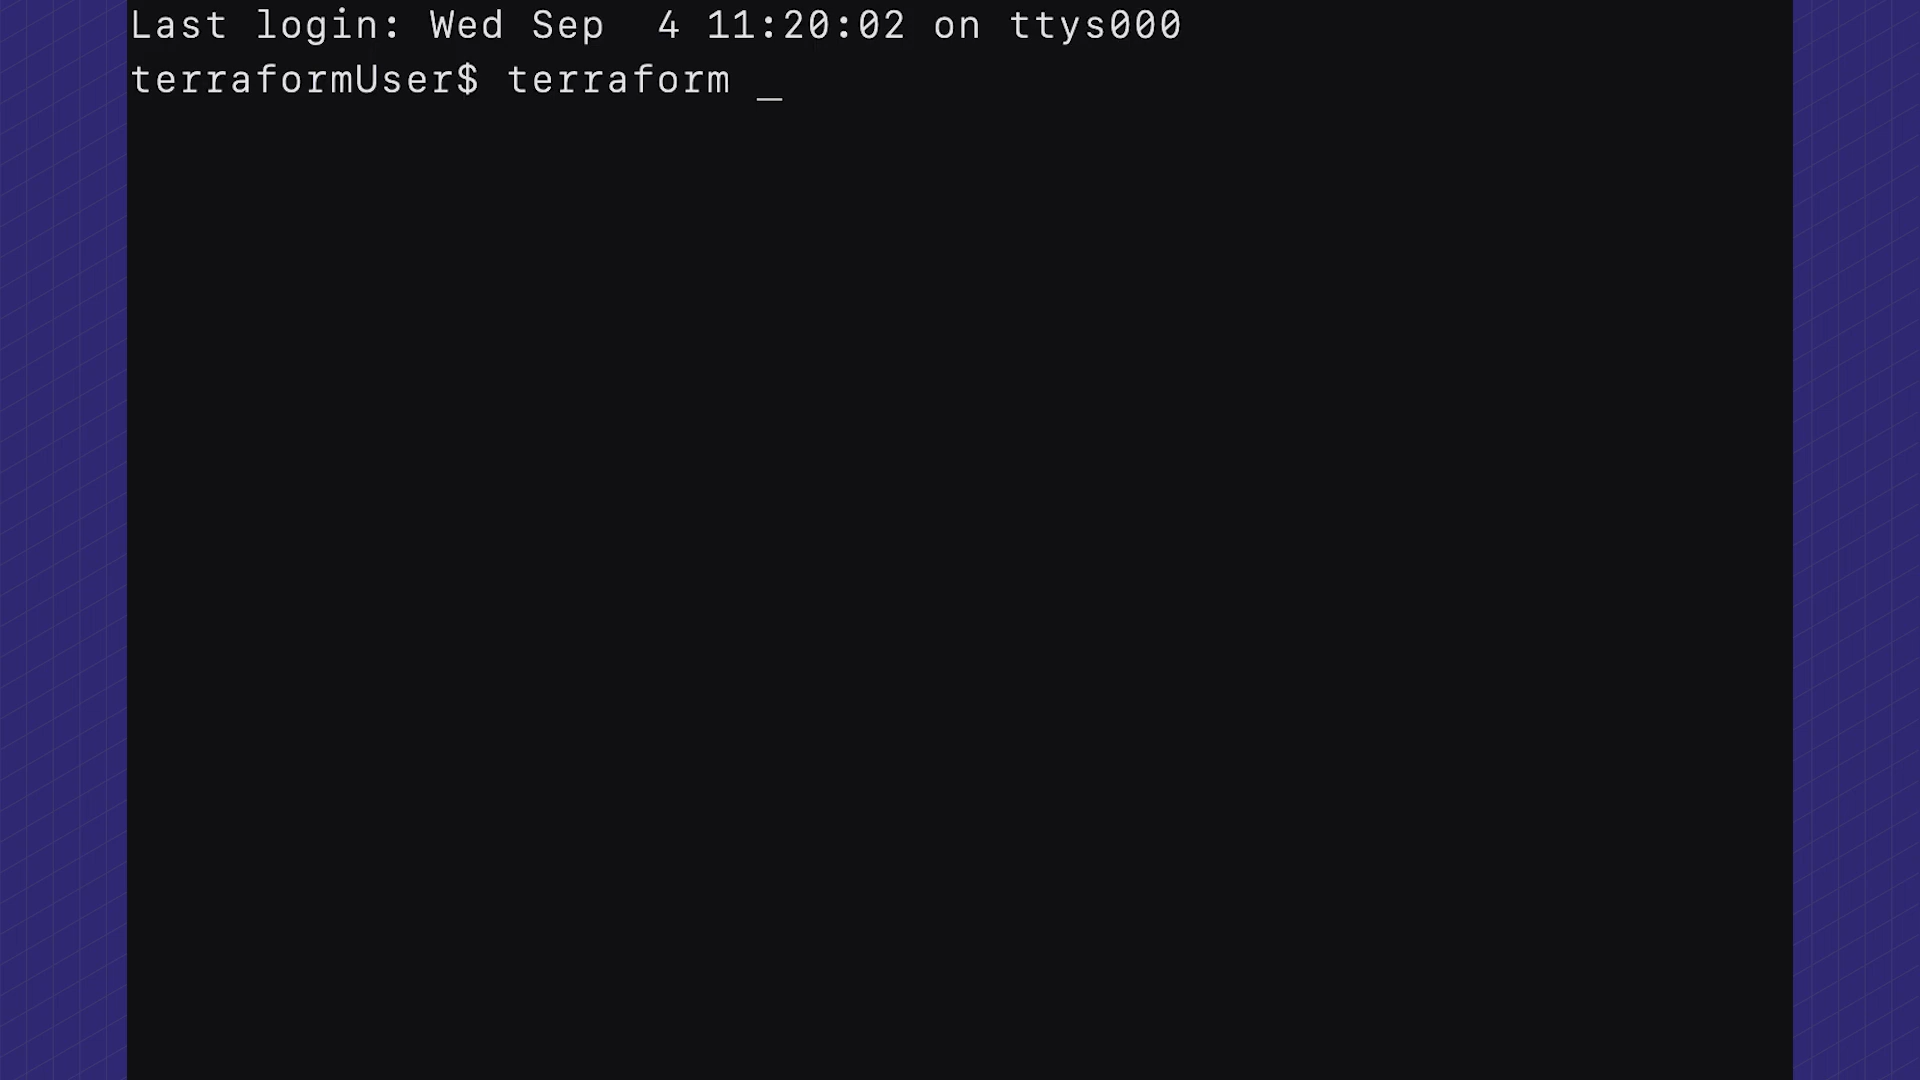 Last login: Wed Sep  4 11:20:02 on ttys000
terraformUser$ terraform _